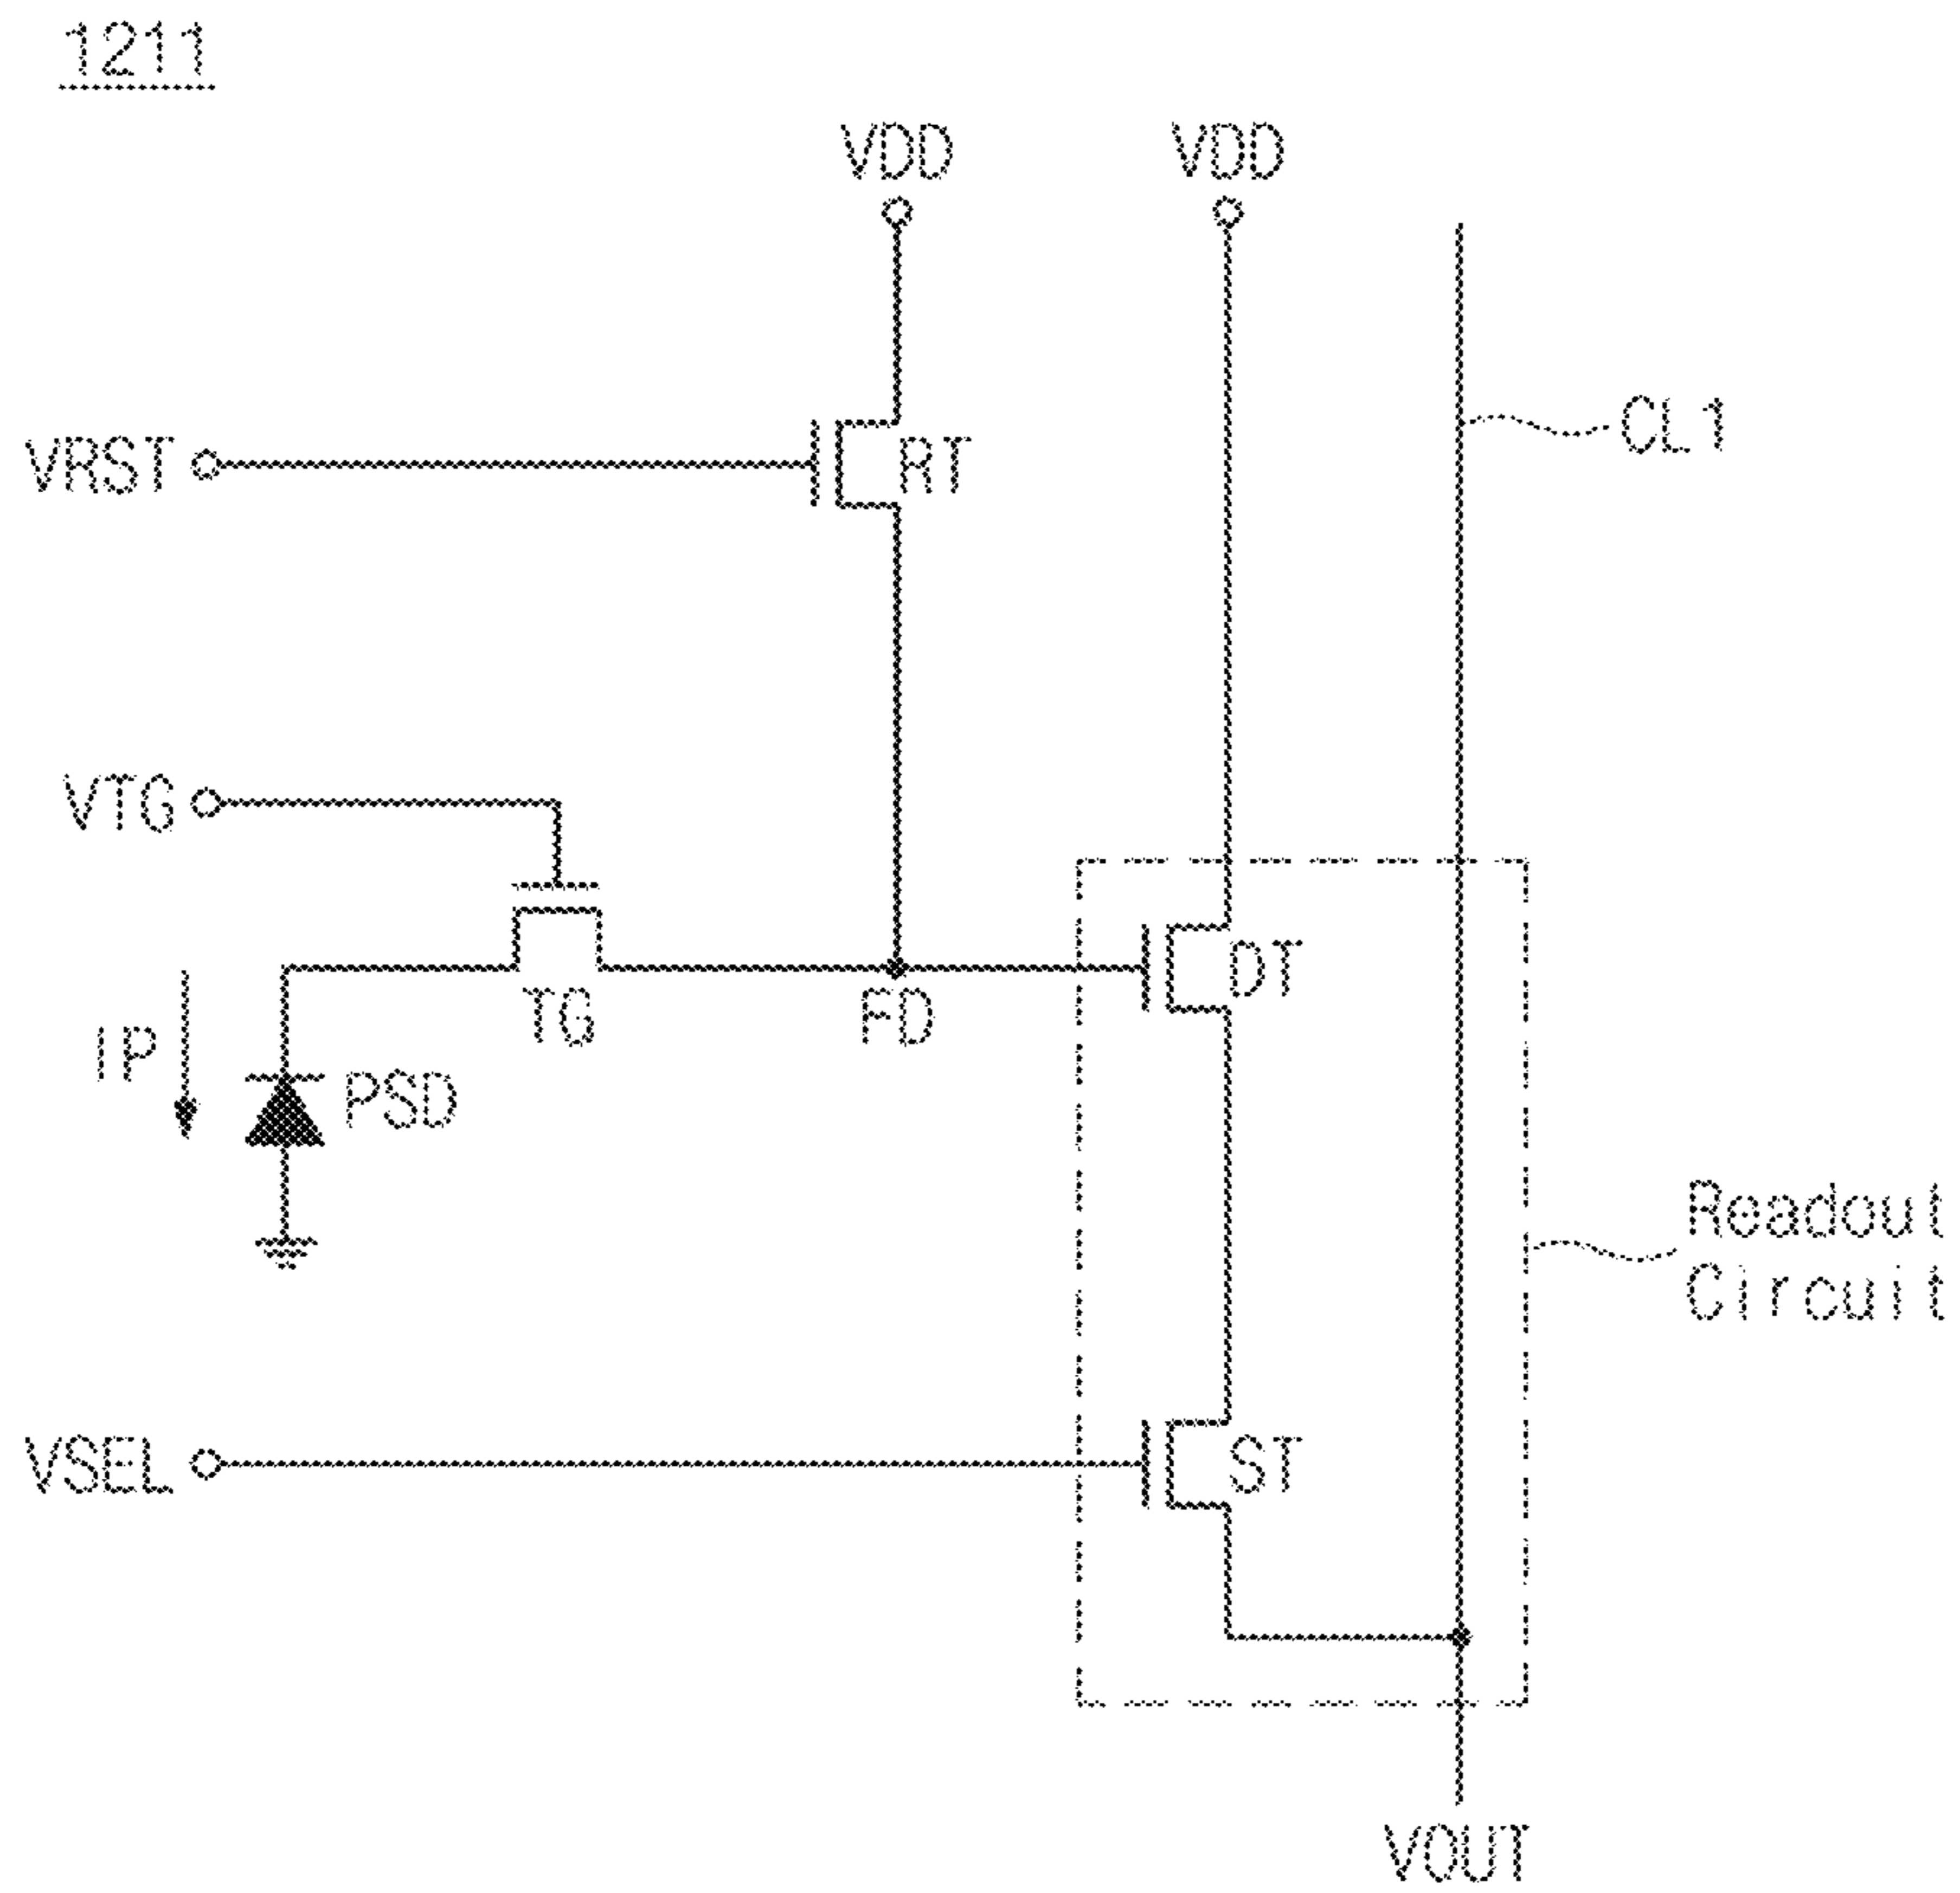 1211
VDD
VDD
CL1
VRST
RT
VTG
DT
TG
FD
IP
PSD
Readout
Circuit
VSEL
ST
VOUT